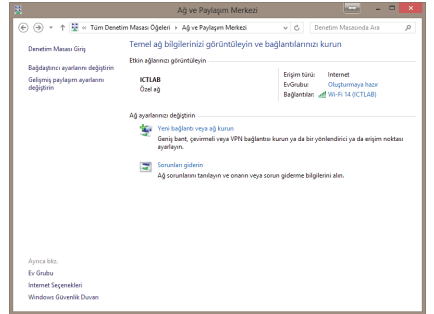 Ağ ve Paylaşım Merkezi
« Tüm Denetim Masası Öğeleri ▸ Ağ ve Paylaşım Merkezi
Denetim Masasında Ara
Denetim Masası Giriş
Bağdaştırıcı ayarlarını değiştirin
Gelişmiş paylaşım ayarlarını
değiştirin
Temel ağ bilgilerinizi görüntüleyin ve bağlantılarınızı kurun
Etkin ağlarınızı görüntüleyin
ICTLAB
Özel ağ
Erişim türü: Internet
EvGrubu: Oluşturmaya hazır
Bağlantılar: Wi-Fi 14 (ICTLAB)
Ağ ayarlarınızı değiştirin
Yeni bağlantı veya ağ kurun
Geniş bant, çevirmeli veya VPN bağlantısı kurun ya da bir yönlendirici ya da erişim noktası
ayarlayın.
Sorunları giderin
Ağ sorunlarını tanılayın ve onarın veya sorun giderme bilgilerini alın.
Ayrıca bkz.
Ev Grubu
Internet Seçenekleri
Windows Güvenlik Duvarı